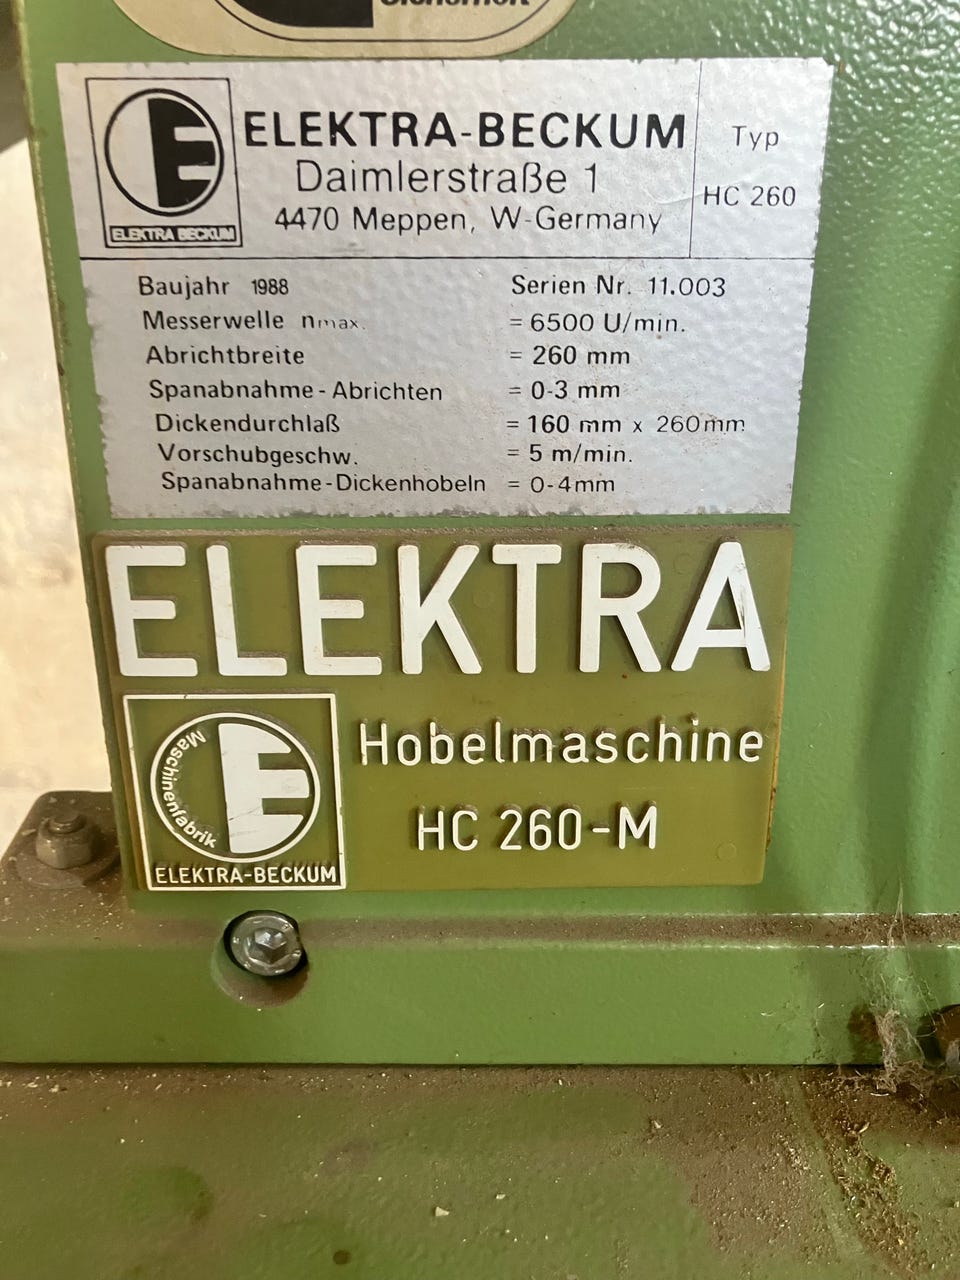 ELEKTRA-BECKUM
Daimlerstraße 1
4470 Meppen, W-Germany
Typ
HC 260
ELEKTRA BECKUM
Baujahr 1988 Serien Nr. 11.003
Messerwelle nmax. = 6500 U/min.
Abrichtbreite = 260 mm
Spanabnahme - Abrichten = 0-3 mm
Dickendurchlaß = 160 mm x 260mm
Vorschubgeschw. = 5 m/min.
Spanabnahme-Dickenhobeln = 0-4mm
ELEKTRA
Maschinenfabrik
ELEKTRA-BECKUM
Hobelmaschine
HC 260-M